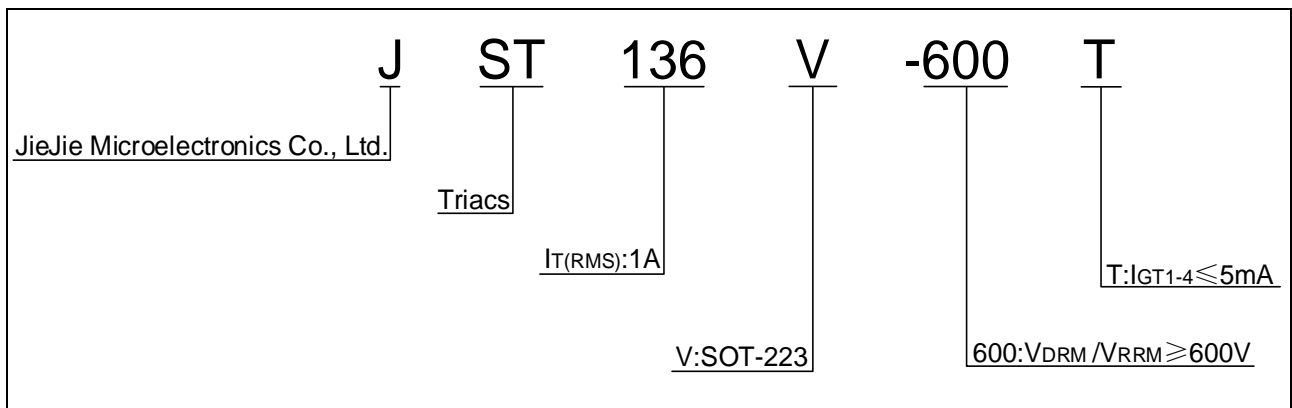 J ST 136 V -600 T
JieJie Microelectronics Co., Ltd.
Triacs
IT(RMS):1A
T:IGT1-4≤5mA
V:SOT-223
600:VDRM /VRRM≥600V